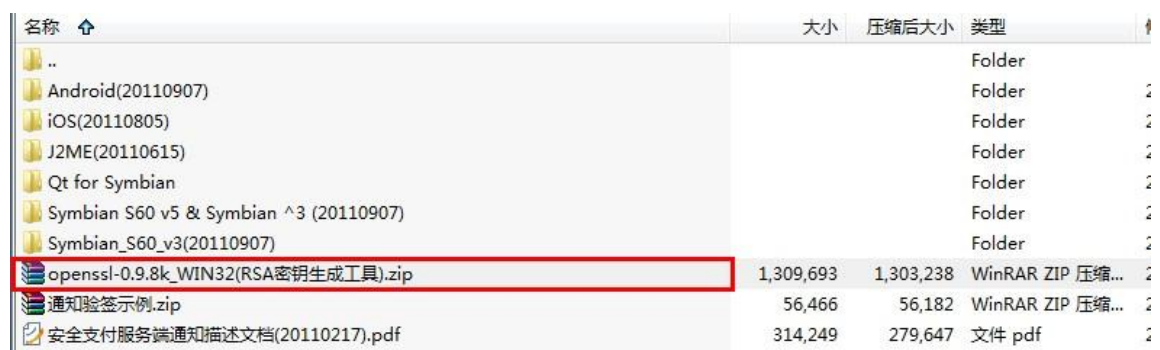 名称 大小 压缩后大小 类型
.. Folder
Android(20110907) Folder
iOS(20110805) Folder
J2ME(20110615) Folder
Qt for Symbian Folder
Symbian S60 v5 & Symbian ^3 (20110907) Folder
Symbian_S60_v3(20110907) Folder
openssl-0.9.8k_WIN32(RSA密钥生成工具).zip 1,309,693 1,303,238 WinRAR ZIP 压缩...
通知验签示例.zip 56,466 56,182 WinRAR ZIP 压缩...
安全支付服务端通知描述文档(20110217).pdf 314,249 279,647 文件 pdf